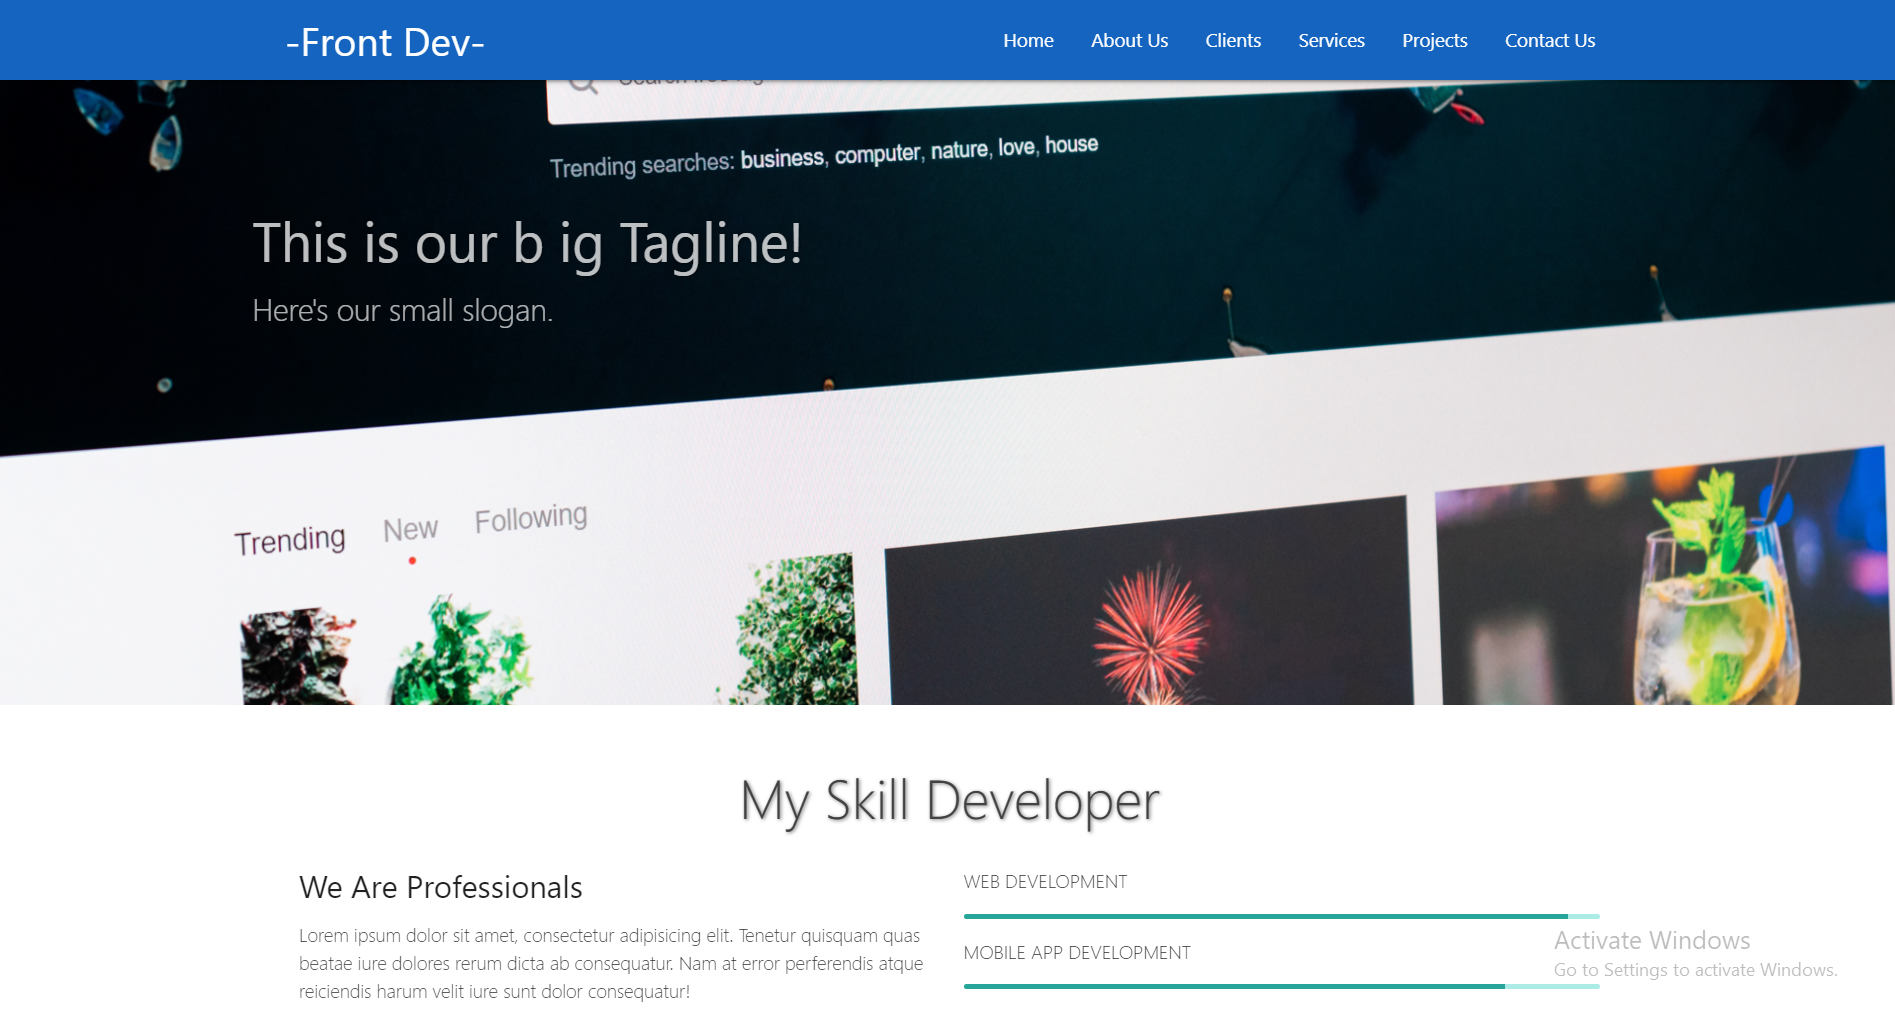 -Front Dev-
Home About Us Clients Services Projects Contact Us
Trending searches: business, computer, nature, love, house
This is our b ig Tagline!
Here's our small slogan.
Trending New Following
My Skill Developer
We Are Professionals
Lorem ipsum dolor sit amet, consectetur adipisicing elit. Tenetur quisquam quas
beatae iure dolores rerum dicta ab consequatur. Nam at error perferendis atque
reiciendis harum velit iure sunt dolor consequatur!
WEB DEVELOPMENT
MOBILE APP DEVELOPMENT
Activate Windows
Go to Settings to activate Windows.